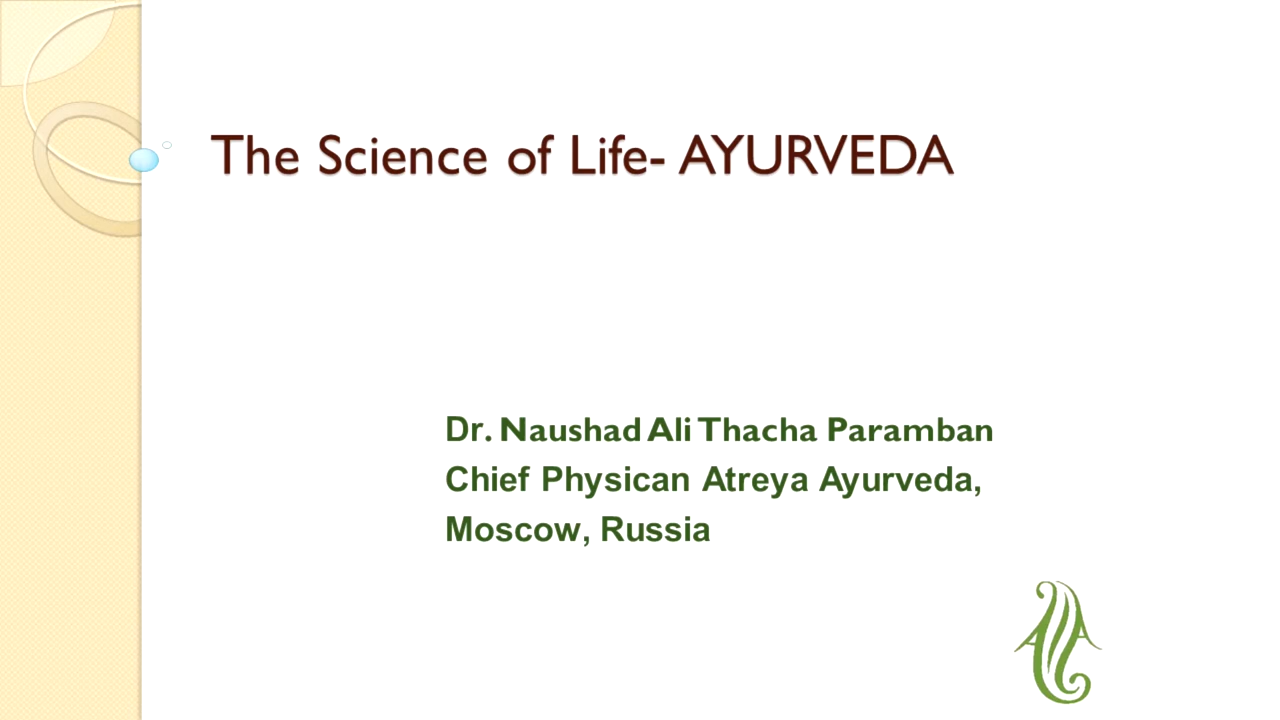 The Science of Life- AYURVEDA
Dr. Naushad Ali Thacha Paramban
Chief Physican Atreya Ayurveda,
Moscow, Russia